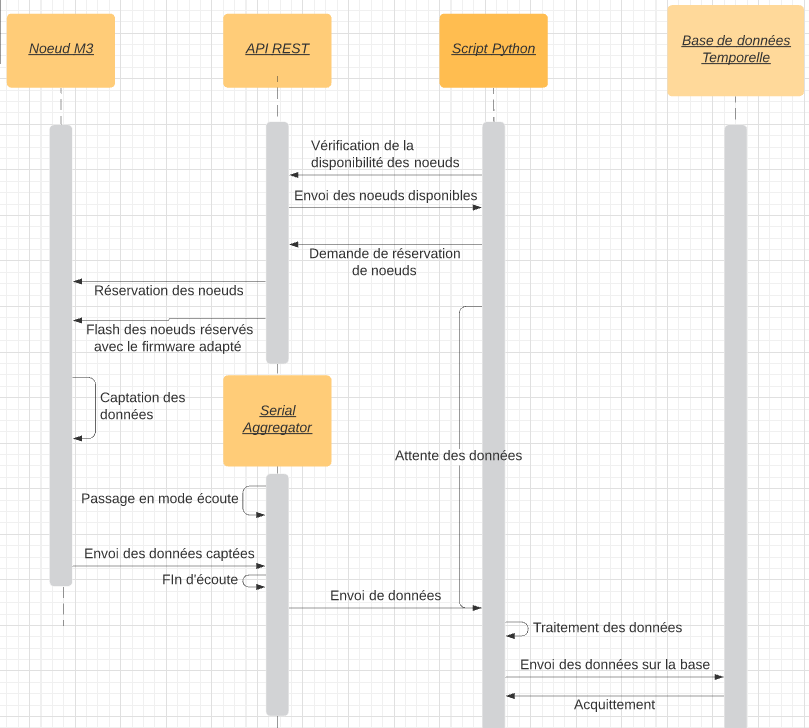 Noeud M3
API REST
Script Python
Base de données
Temporelle
Vérification de la
disponibilité des noeuds
Envoi des noeuds disponibles
Demande de réservation
de noeuds
Réservation des noeuds
Flash des noeuds réservés
avec le firmware adapté
Captation des
données
Serial
Aggregator
Attente des données
Passage en mode écoute
Envoi des données captées
FIn d'écoute
Envoi de données
Traitement des données
Envoi des données sur la base
Acquittement